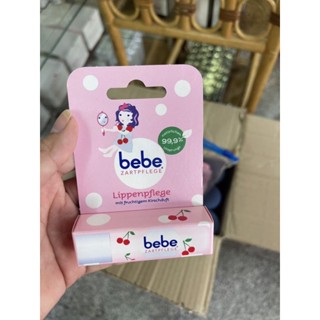 bebe
ZARTPFLEGE
99,9%
Lippenpflege
mit fruchtigem Kirschduft
bebe
ZARTPFLEGE